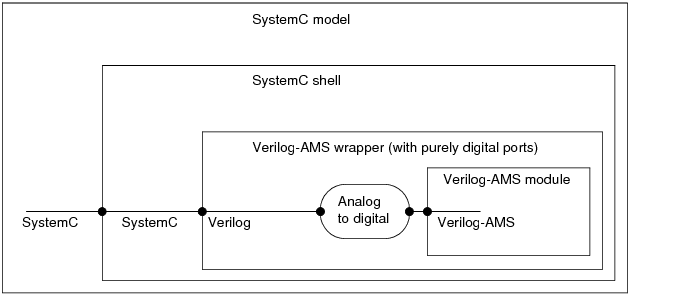 SystemC model
SystemC shell
Verilog-AMS wrapper (with purely digital ports)
Verilog-AMS module
Analog
to digital
SystemC
SystemC
Verilog
Verilog-AMS